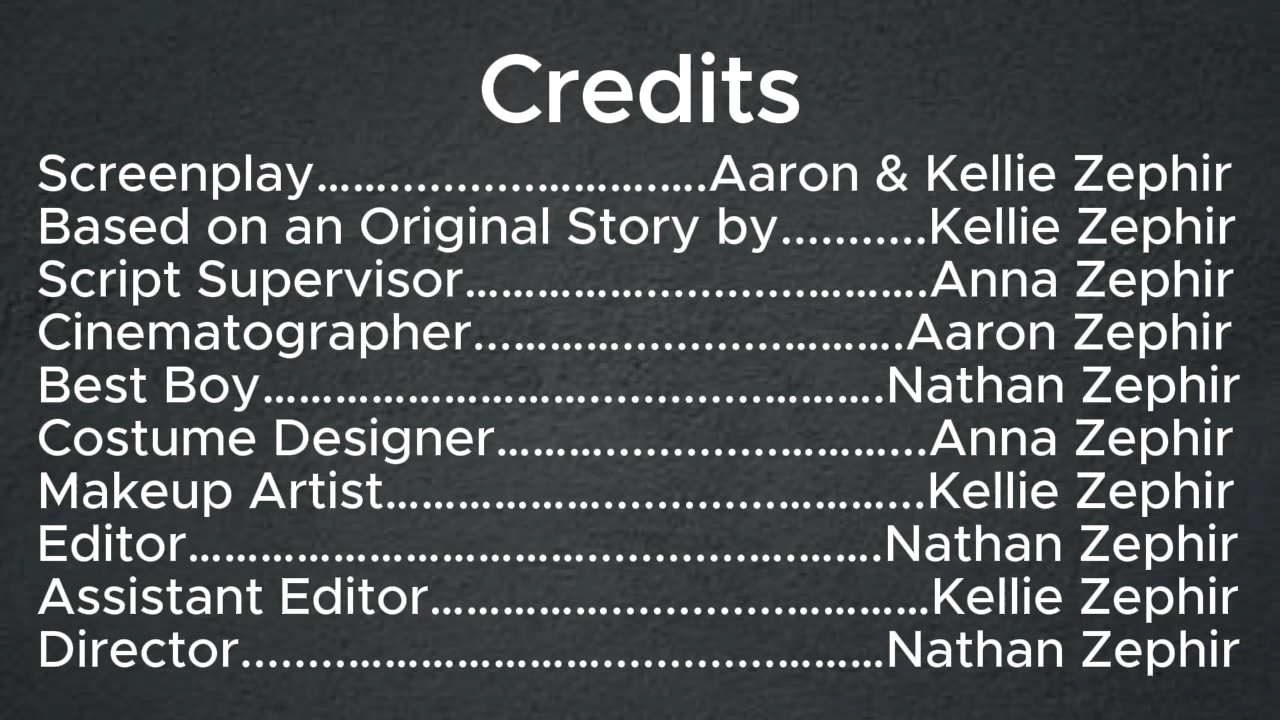 Credits
Screenplay.......................................Aaron & Kellie Zephir
Based on an Original Story by...........Kellie Zephir
Script Supervisor..........................................Anna Zephir
Cinematographer.......................................Aaron Zephir
Best Boy.....................................................Nathan Zephir
Costume Designer.......................................Anna Zephir
Makeup Artist................................................Kellie Zephir
Editor...........................................................Nathan Zephir
Assistant Editor............................................Kellie Zephir
Director......................................................Nathan Zephir